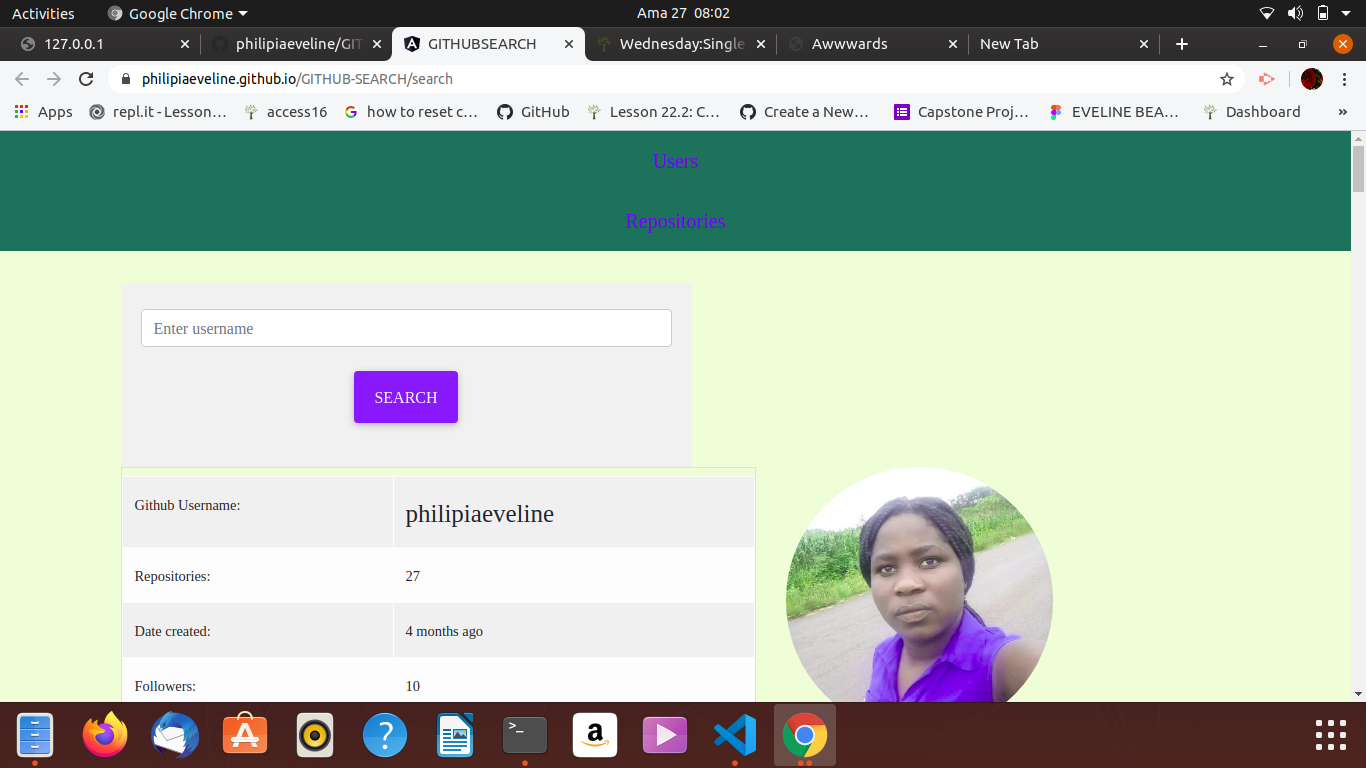 Activities Google Chrome Ama 27 08:02
127.0.0.1 philipiaeveline/GIT GITHUBSEARCH Wednesday:Single Awwwards New Tab
philipiaeveline.github.io/GITHUB-SEARCH/search
Apps repl.it - Lesson… access16 how to reset c… GitHub Lesson 22.2: C… Create a New… Capstone Proj… EVELINE BEA… Dashboard »
Users
Repositories
Enter username
SEARCH
Github Username: philipiaeveline
Repositories: 27
Date created: 4 months ago
Followers: 10